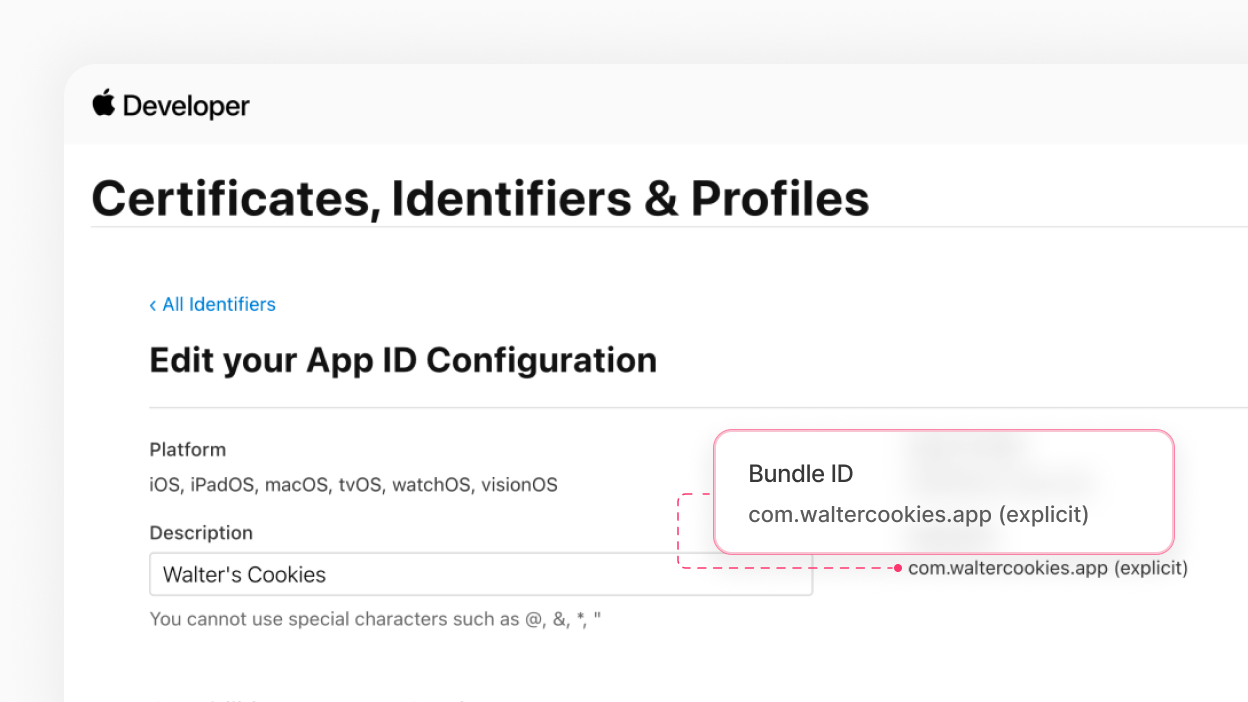 Developer
Certificates, Identifiers & Profiles
‹ All Identifiers
Edit your App ID Configuration
Platform
iOS, iPadOS, macOS, tvOS, watchOS, visionOS
Description
Walter's Cookies
You cannot use special characters such as @, &, *, "
Bundle ID
com.waltercookies.app (explicit)
com.waltercookies.app (explicit)